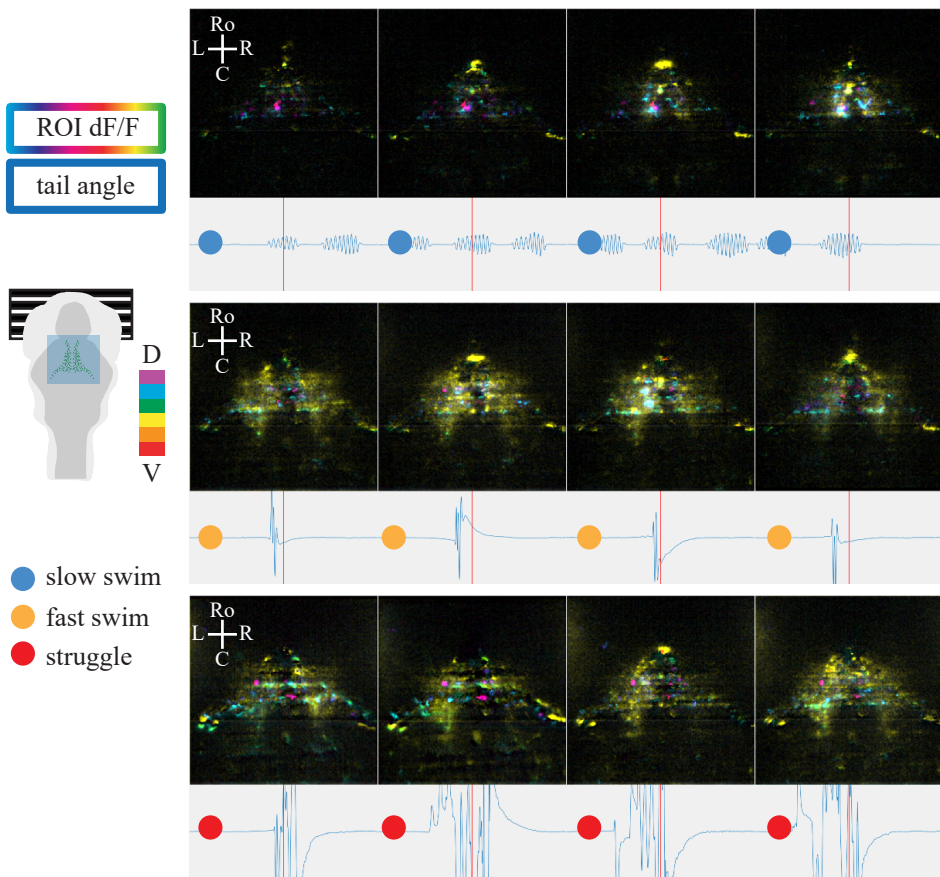 Ro
L R
C
ROI dF/F
tail angle
Ro
L R
C
D
V
slow swim
fast swim
struggle
Ro
L R
C